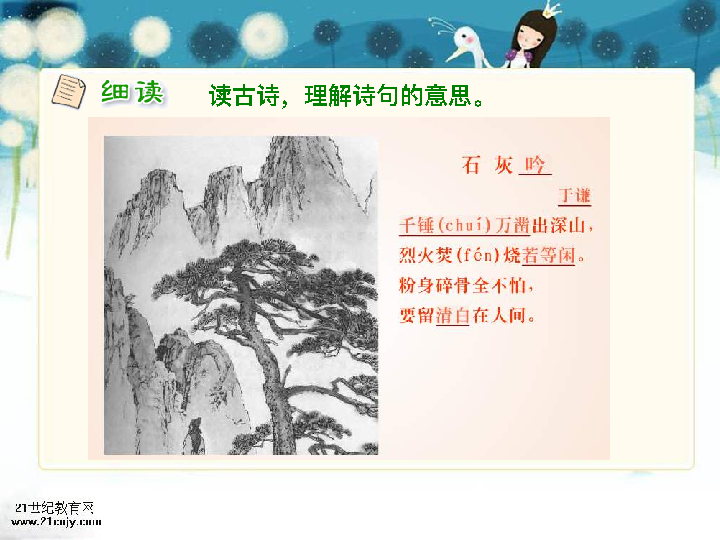 细读 读古诗，理解诗句的意思。
石 灰 吟
于谦
千锤(chuí)万凿出深山，
烈火焚(fén)烧若等闲。
粉身碎骨全不怕，
要留清白在人间。
21世纪教育网
www.21cnjy.com